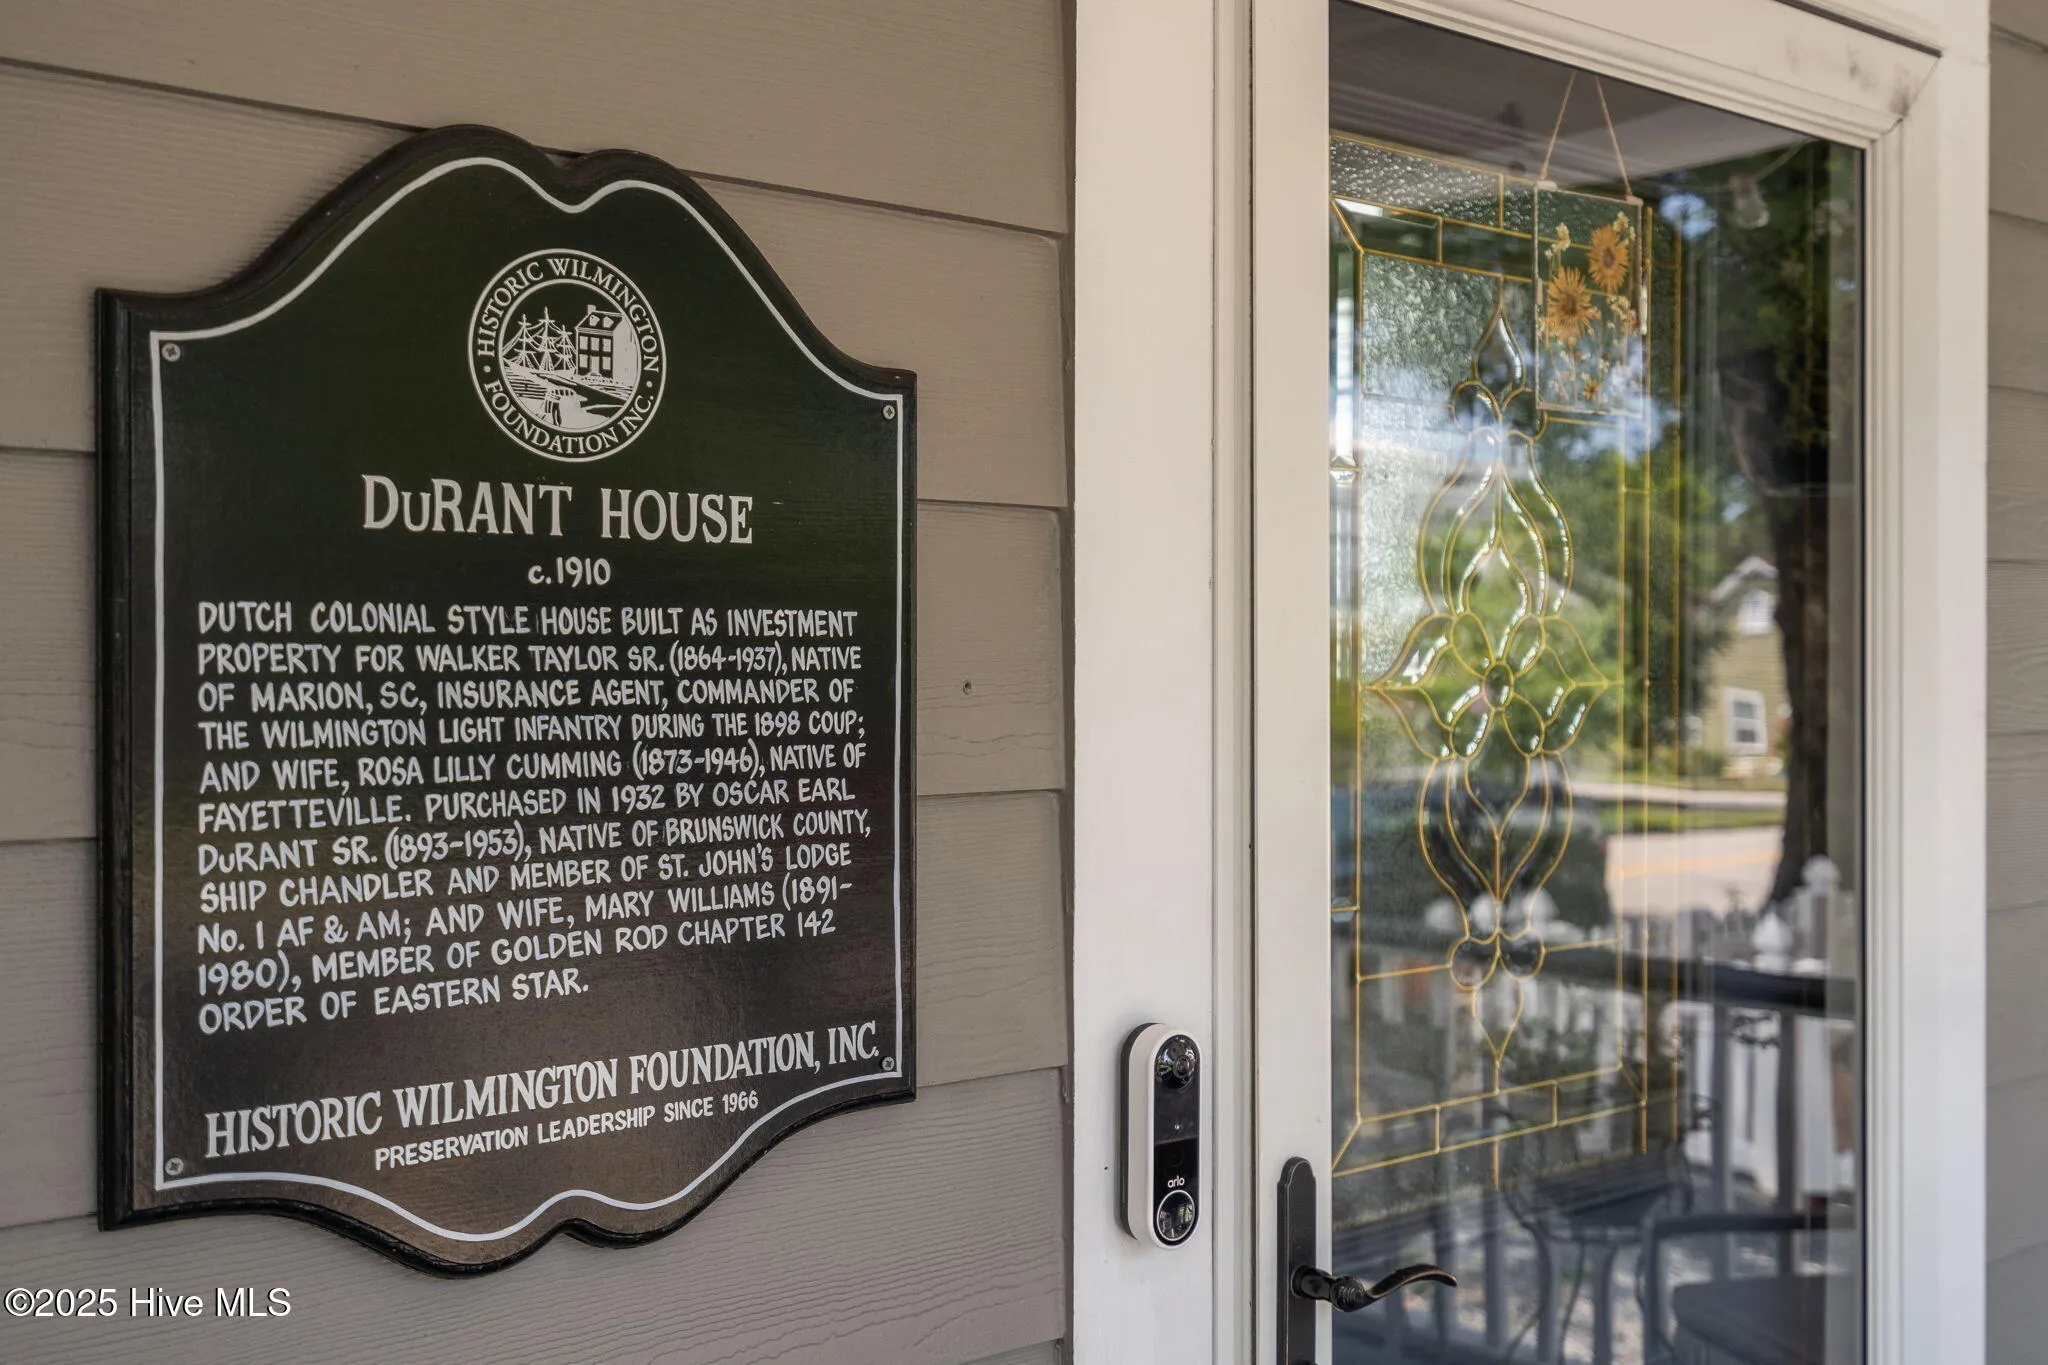 HISTORIC WILMINGTON
FOUNDATION INC.
DuRANT HOUSE
c.1910
DUTCH COLONIAL STYLE HOUSE BUILT AS INVESTMENT
PROPERTY FOR WALKER TAYLOR SR. (1864-1937), NATIVE
OF MARION, SC, INSURANCE AGENT, COMMANDER OF
THE WILMINGTON LIGHT INFANTRY DURING THE 1898 COUP;
AND WIFE, ROSA LILLY CUMMING (1873-1946), NATIVE OF
FAYETTEVILLE. PURCHASED IN 1932 BY OSCAR EARL
DuRANT SR. (1893-1953), NATIVE OF BRUNSWICK COUNTY,
SHIP CHANDLER AND MEMBER OF ST. JOHN'S LODGE
No. 1 AF & AM; AND WIFE, MARY WILLIAMS (1891-
1980), MEMBER OF GOLDEN ROD CHAPTER 142
ORDER OF EASTERN STAR.
HISTORIC WILMINGTON FOUNDATION, INC.
PRESERVATION LEADERSHIP SINCE 1966
arlo
©2025 Hive MLS